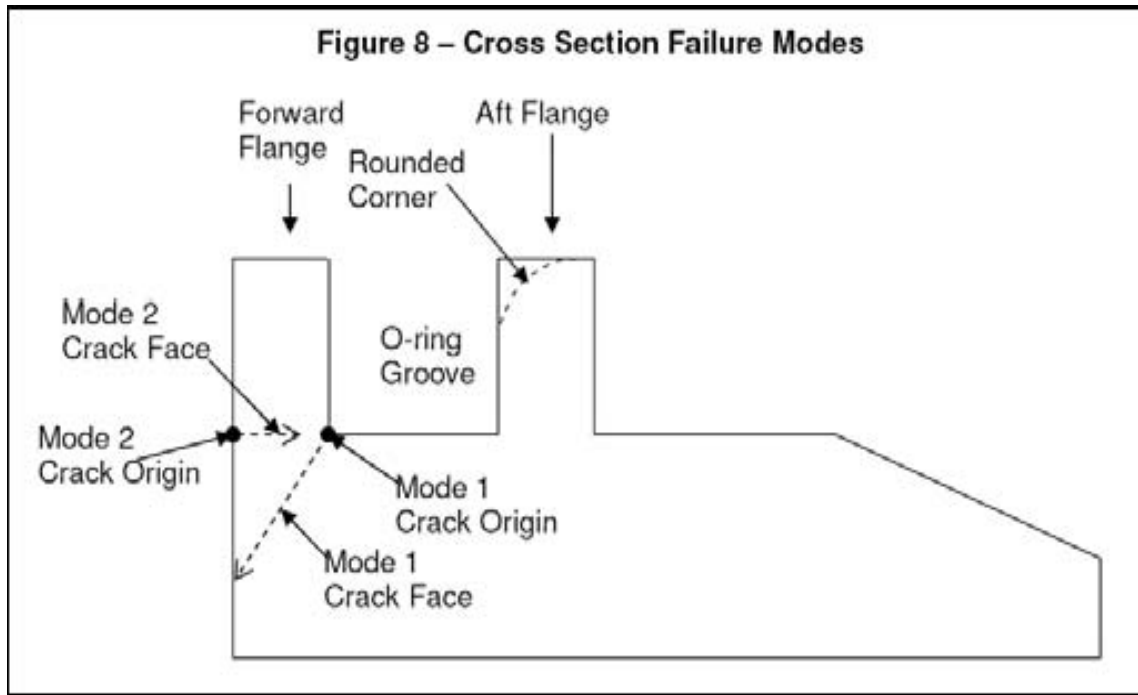 Figure 8 – Cross Section Failure Modes
Forward
Flange
Aft Flange
Rounded
Corner
Mode 2
Crack Face
O-ring
Groove
Mode 2
Crack Origin
Mode 1
Crack Origin
Mode 1
Crack Face